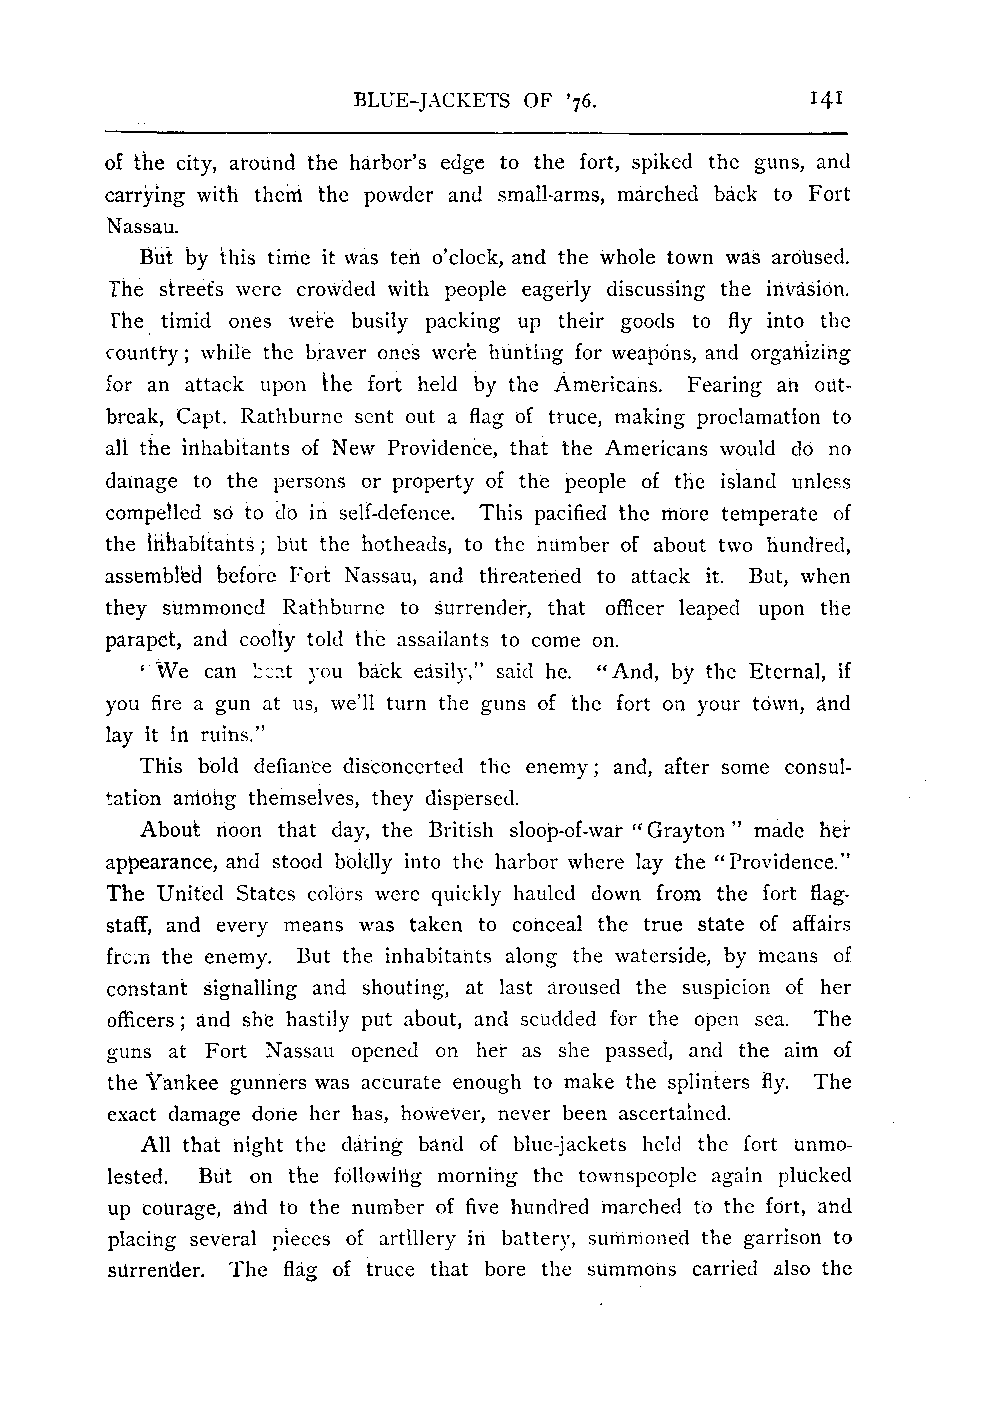 BLUE-JACKETS OF '76. 141
of the city, around the harbor's edge to the fort, spiked the guns, and
carrying with them the powder and small-arms, marched back to Fort
Nassau.
But by this time it was ten o'clock, and the whole town was aroused.
The streets were crowded with people eagerly discussing the invasion.
The timid ones were busily packing up their goods to fly into the
country; while the braver ones were hunting for weapons, and organizing
for an attack upon the fort held by the Americans. Fearing an out-
break, Capt. Rathburne sent out a flag of truce, making proclamation to
all the inhabitants of New Providence, that the Americans would do no
damage to the persons or property of the people of the island unless
compelled so to do in self-defence. This pacified the more temperate of
the inhabitants; but the hotheads, to the number of about two hundred,
assembled before Fort Nassau, and threatened to attack it. But, when
they summoned Rathburne to surrender, that officer leaped upon the
parapet, and coolly told the assailants to come on.
"We can beat you back easily," said he. "And, by the Eternal, if
you fire a gun at us, we'll turn the guns of the fort on your town, and
lay it in ruins."
This bold defiance disconcerted the enemy; and, after some consul-
tation among themselves, they dispersed.
About noon that day, the British sloop-of-war "Grayton" made her
appearance, and stood boldly into the harbor where lay the "Providence."
The United States colors were quickly hauled down from the fort flag-
staff, and every means was taken to conceal the true state of affairs
from the enemy. But the inhabitants along the waterside, by means of
constant signalling and shouting, at last aroused the suspicion of her
officers; and she hastily put about, and scudded for the open sea. The
guns at Fort Nassau opened on her as she passed, and the aim of
the Yankee gunners was accurate enough to make the splinters fly. The
exact damage done her has, however, never been ascertained.
All that night the daring band of blue-jackets held the fort unmo-
lested. But on the following morning the townspeople again plucked
up courage, and to the number of five hundred marched to the fort, and
placing several pieces of artillery in battery, summoned the garrison to
surrender. The flag of truce that bore the summons carried also the